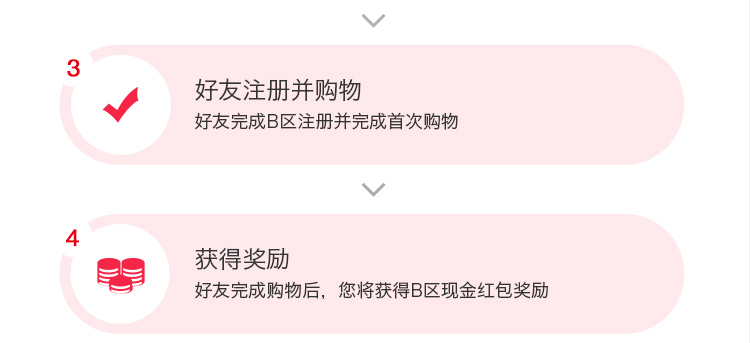 3
好友注册并购物
好友完成B区注册并完成首次购物
4
获得奖励
好友完成购物后，您将获得B区现金红包奖励